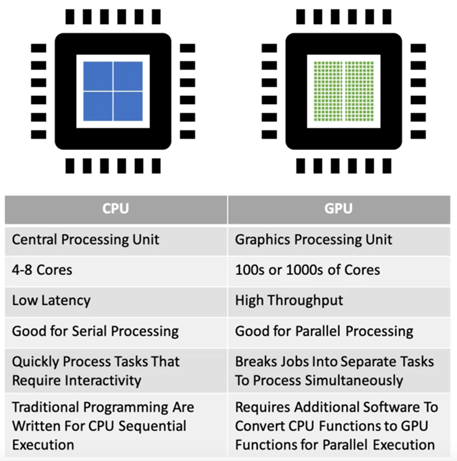 CPU GPU
Central Processing Unit Graphics Processing Unit
4-8 Cores 100s or 1000s of Cores
Low Latency High Throughput
Good for Serial Processing Good for Parallel Processing
Quickly Process Tasks That Breaks Jobs Into Separate Tasks
Require Interactivity To Process Simultaneously
Traditional Programming Are Requires Additional Software To
Written For CPU Sequential Convert CPU Functions to GPU
Execution Functions for Parallel Execution